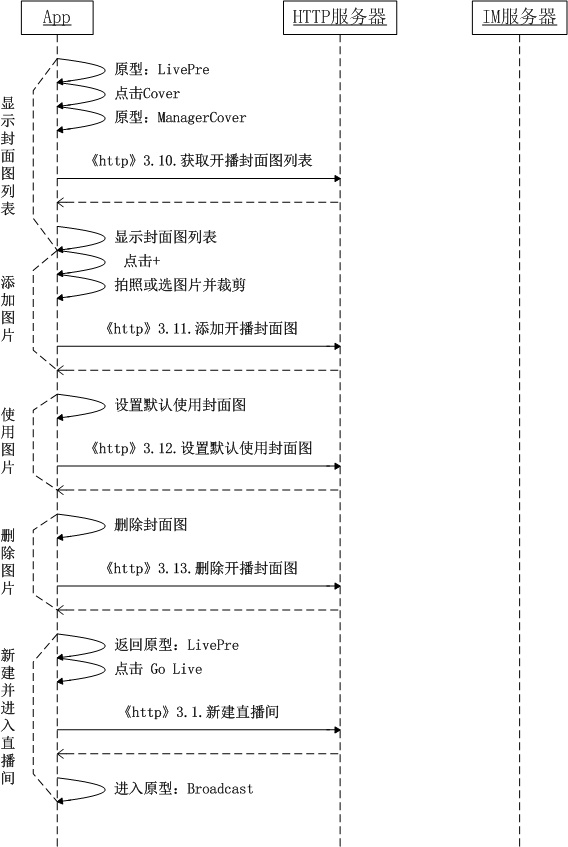 App
HTTP服务器
IM服务器
显示封面图列表
原型：LivePre
点击Cover
原型：ManagerCover
《http》3.10.获取开播封面图列表
显示封面图列表
添加图片
点击+
拍照或选图片并裁剪
《http》3.11.添加开播封面图
使用图片
设置默认使用封面图
《http》3.12.设置默认使用封面图
删除图片
删除封面图
《http》3.13.删除开播封面图
新建并进入直播间
返回原型：LivePre
点击 Go Live
《http》3.1.新建直播间
进入原型：Broadcast